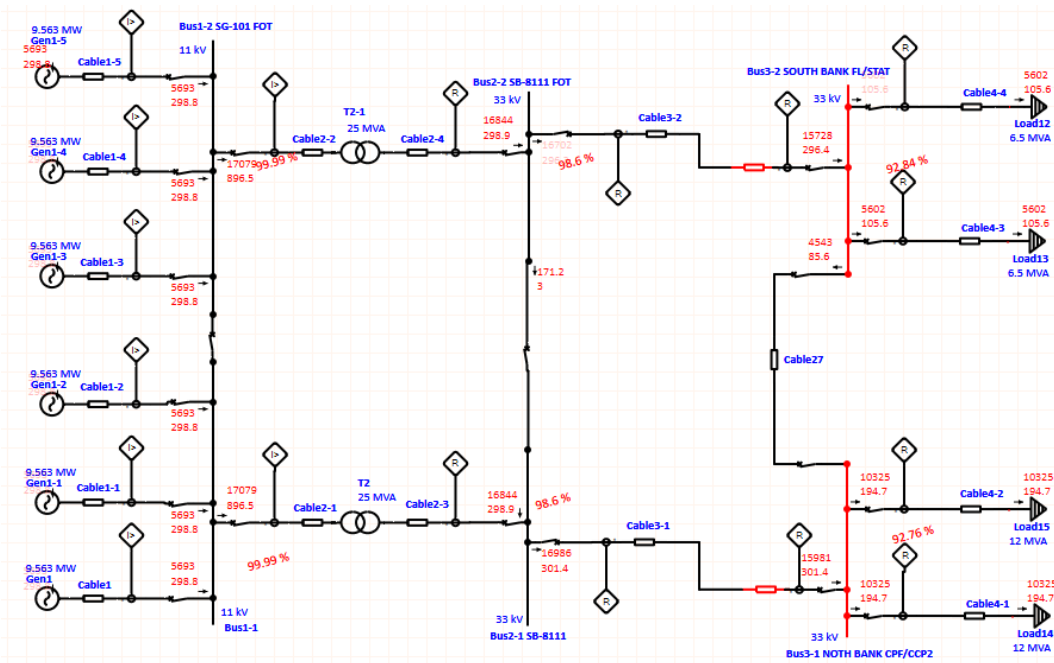 9.563 MW
Gen1-5
5693
298.8
Cable1-5
I>
Bus1-2 SG-101 FOT
11 kV
5693
298.8
9.563 MW
Gen1-4
Cable1-4
I>
5693
298.8
9.563 MW
Gen1-3
Cable1-3
I>
5693
298.8
9.563 MW
Gen1-2
Cable1-2
I>
5693
298.8
9.563 MW
Gen1-1
Cable1-1
I>
5693
298.8
9.563 MW
Gen1
Cable1
I>
5693
298.8
11 kV
Bus1-1
I>
17079
896.5
99.99 %
Cable2-2
T2-1
25 MVA
Cable2-4
R
16844
298.9
Bus2-2 SB-8111 FOT
33 kV
16702
98.6 %
171.2
3
I>
17079
896.5
99.99 %
Cable2-1
T2
25 MVA
Cable2-3
R
16844
298.9
98.6 %
16986
301.4
33 kV
Bus2-1 SB-8111
Cable3-2
R
R
15728
296.4
Bus3-2 SOUTH BANK FL/STAT
33 kV
R
105.6
Cable4-4
5602
105.6
Load12
6.5 MVA
92.84 %
R
5602
105.6
Cable4-3
5602
105.6
Load13
6.5 MVA
4543
85.6
Cable27
Cable3-1
R
R
15981
301.4
10325
194.7
R
Cable4-2
10325
194.7
Load15
12 MVA
92.76 %
R
10325
194.7
Cable4-1
10325
194.7
Load14
12 MVA
33 kV
Bus3-1 NOTH BANK CPF/CCP2